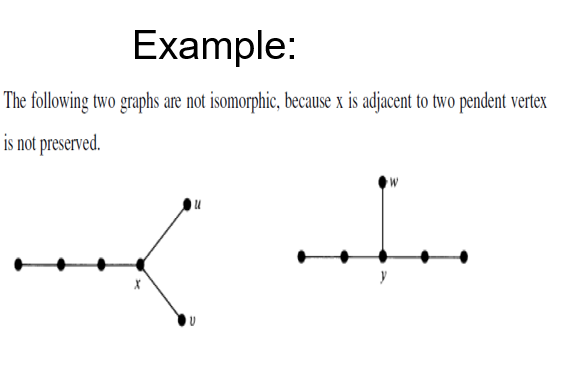 Example:
The following two graphs are not isomorphic, because x is adjacent to two pendent vertex
is not preserved.
w
u
y
x
v